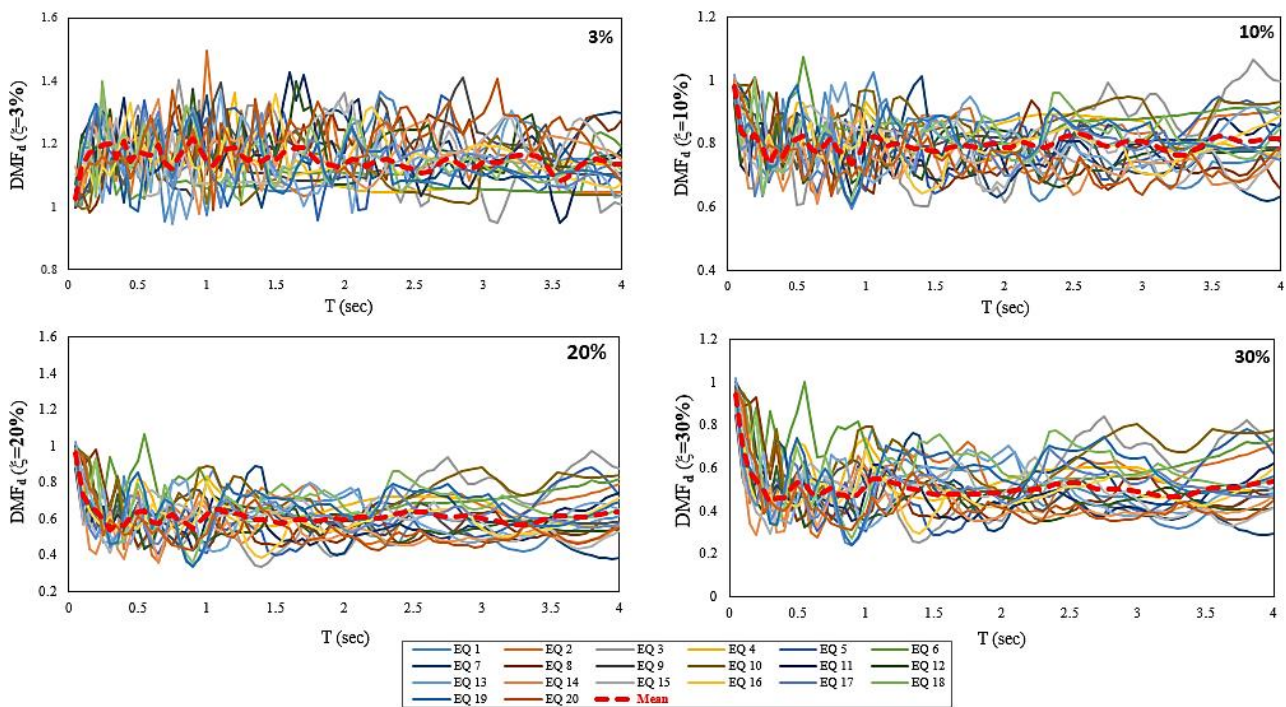 3%
DMFd (ξ=3%)
1.6
1.4
1.2
1
0.8
0 0.5 1 1.5 2 2.5 3 3.5 4
T (sec)
10%
DMFd (ξ=10%)
1.2
1
0.8
0.6
0.4
0 0.5 1 1.5 2 2.5 3 3.5 4
T (sec)
20%
DMFd (ξ=20%)
1.6
1.4
1.2
1
0.8
0.6
0.4
0.2
0 0.5 1 1.5 2 2.5 3 3.5 4
T (sec)
30%
DMFd (ξ=30%)
1.2
1
0.8
0.6
0.4
0.2
0
0 0.5 1 1.5 2 2.5 3 3.5 4
T (sec)
EQ 1 EQ 2 EQ 3 EQ 4 EQ 5 EQ 6
EQ 7 EQ 8 EQ 9 EQ 10 EQ 11 EQ 12
EQ 13 EQ 14 EQ 15 EQ 16 EQ 17 EQ 18
EQ 19 EQ 20 Mean